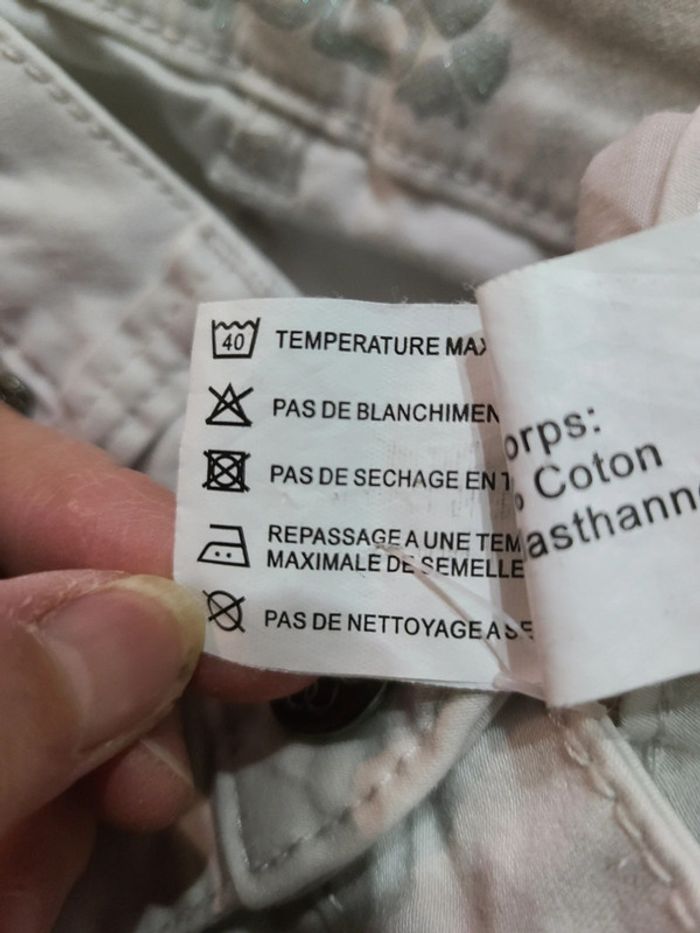 40 TEMPERATURE MAX
PAS DE BLANCHIMEN
PAS DE SECHAGE EN
REPASSAGE A UNE TEM
MAXIMALE DE SEMELLE
PAS DE NETTOYAGE A SE
orps:
Coton
asthann